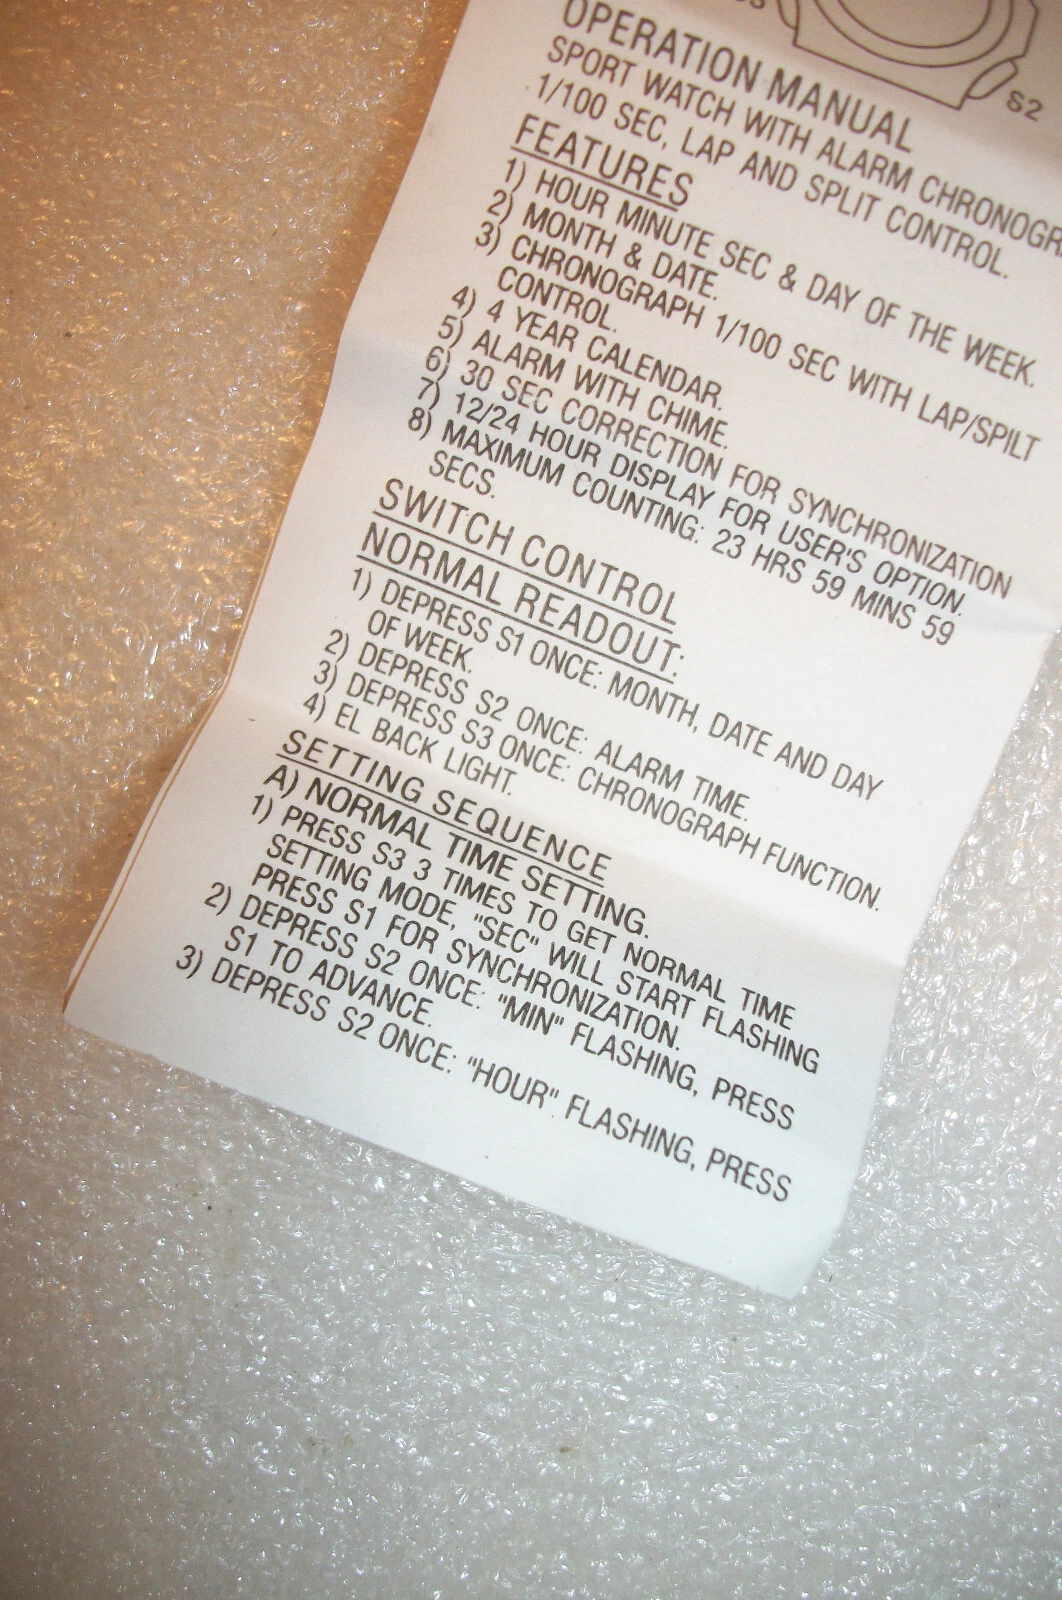 S2
OPERATION MANUAL
SPORT WATCH WITH ALARM
1/100 SEC, LAP AND SPLIT CONTROL.
FEATURES
1) HOUR MINUTE SEC & DAY OF THE WEEK.
2) MONTH & DATE.
3) CHRONOGRAPH 1/100 SEC WITH LAP/SPILT
CONTROL.
4) 4 YEAR CALENDAR.
5) ALARM WITH CHIME.
6) 30 SEC CORRECTION FOR SYNCHRONIZATION
7) 12/24 HOUR DISPLAY FOR USER'S OPTION.
8) MAXIMUM COUNTING: 23 HRS 59 MINS 59
SECS.
SWITCH CONTROL
NORMAL READOUT:
1) DEPRESS S1 ONCE: MONTH, DATE AND DAY
OF WEEK.
2) DEPRESS S2 ONCE: ALARM TIME.
3) DEPRESS S3 ONCE: CHRONOGRAPH FUNCTION.
4) EL BACK LIGHT.
SETTING SEQUENCE
A) NORMAL TIME SETTING.
1) PRESS S3 3 TIMES TO GET NORMAL TIME
SETTING MODE, "SEC" WILL START FLASHING
PRESS S1 FOR SYNCHRONIZATION.
2) DEPRESS S2 ONCE: "MIN" FLASHING, PRESS
S1 TO ADVANCE.
3) DEPRESS S2 ONCE: "HOUR" FLASHING, PRESS